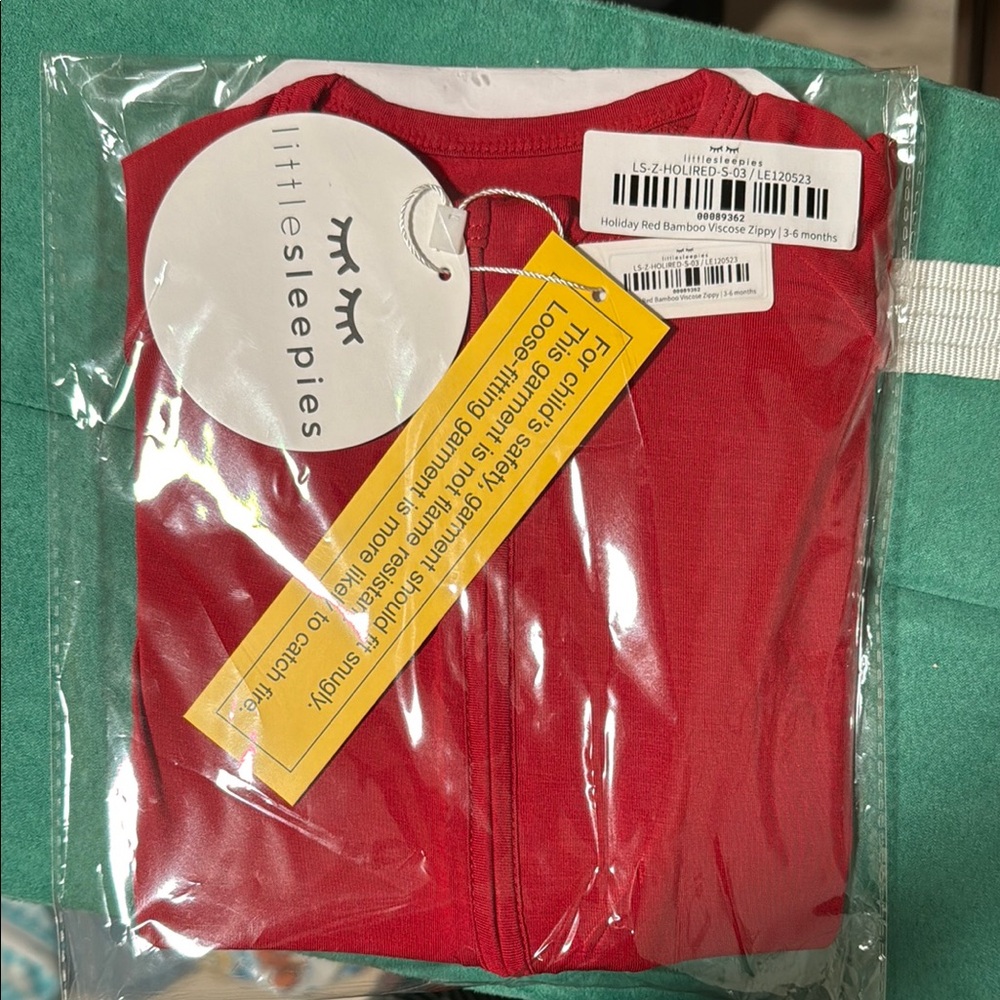 littlesleepies
littlesleepies
LS-Z-HOLIRED-S-03 / LE120523
00089362
Holiday Red Bamboo Viscose Zippy | 3-6 months
littlesleepies
LS-Z-HOLIRED-S-03 / LE120523
00089362
Red Bamboo Viscose Zippy | 3-6 months
For child's safety, garment should fit snugly.
This garment is not flame resistant
Loose-fitting garment is more likely to catch fire.